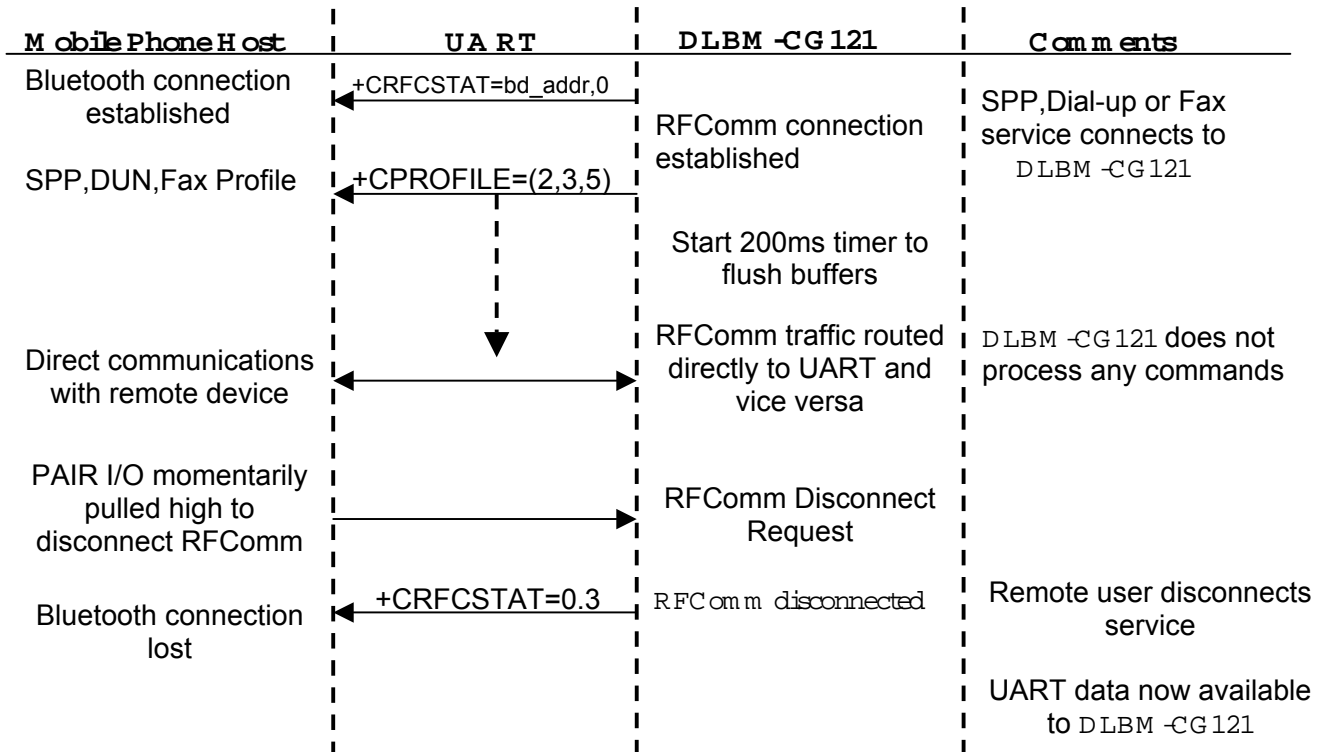 Mobile Phone Host UART DLBM-CG121 Comments
Bluetooth connection
established
+CRFCSTAT=bd_addr,0
RFComm connection
established
SPP,Dial-up or Fax
service connects to
DLBM-CG121
SPP,DUN,Fax Profile
+CPROFILE=(2,3,5)
Start 200ms timer to
flush buffers
Direct communications
with remote device
RFComm traffic routed
directly to UART and
vice versa
DLBM-CG121 does not
process any commands
PAIR I/O momentarily
pulled high to
disconnect RFComm
RFComm Disconnect
Request
Bluetooth connection
lost
+CRFCSTAT=0.3
RFComm disconnected
Remote user disconnects
service
UART data now available
to DLBM-CG121